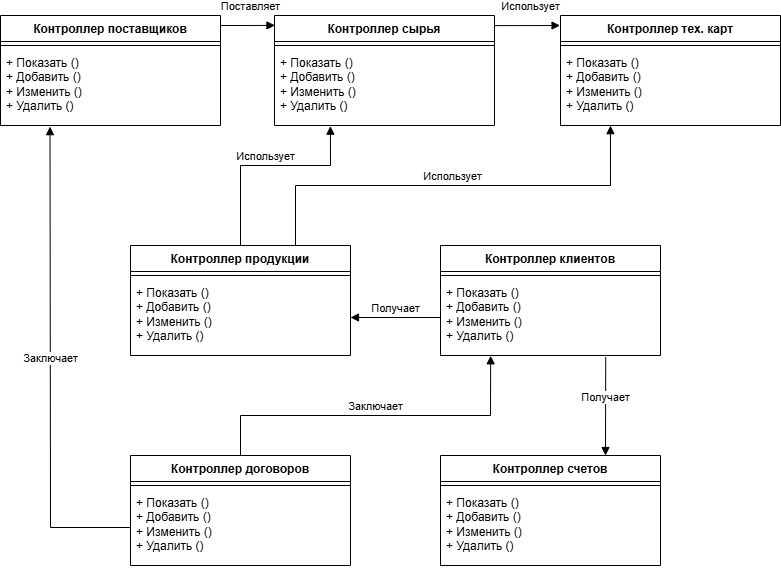 Поставляет
Использует
Контроллер поставщиков
Контроллер сырья
Контроллер тех. карт
+ Показать ()
+ Добавить ()
+ Изменить ()
+ Удалить ()
+ Показать ()
+ Добавить ()
+ Изменить ()
+ Удалить ()
+ Показать ()
+ Добавить ()
+ Изменить ()
+ Удалить ()
Использует
Использует
Контроллер продукции
Контроллер клиентов
+ Показать ()
+ Добавить ()
+ Изменить ()
+ Удалить ()
Получает
+ Показать ()
+ Добавить ()
+ Изменить ()
+ Удалить ()
Заключает
Заключает
Получает
Контроллер договоров
Контроллер счетов
+ Показать ()
+ Добавить ()
+ Изменить ()
+ Удалить ()
+ Показать ()
+ Добавить ()
+ Изменить ()
+ Удалить ()